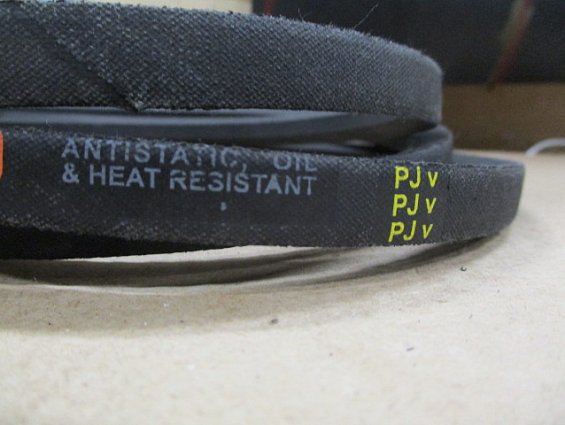 ANTISTATIC, OIL
& HEAT RESISTANT
PJ v
PJ v
PJ v